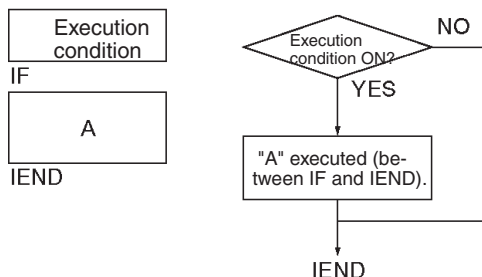 Execution
condition
IF
A
IEND
Execution
condition ON?
NO
YES
"A" executed (be-
tween IF and IEND).
IEND